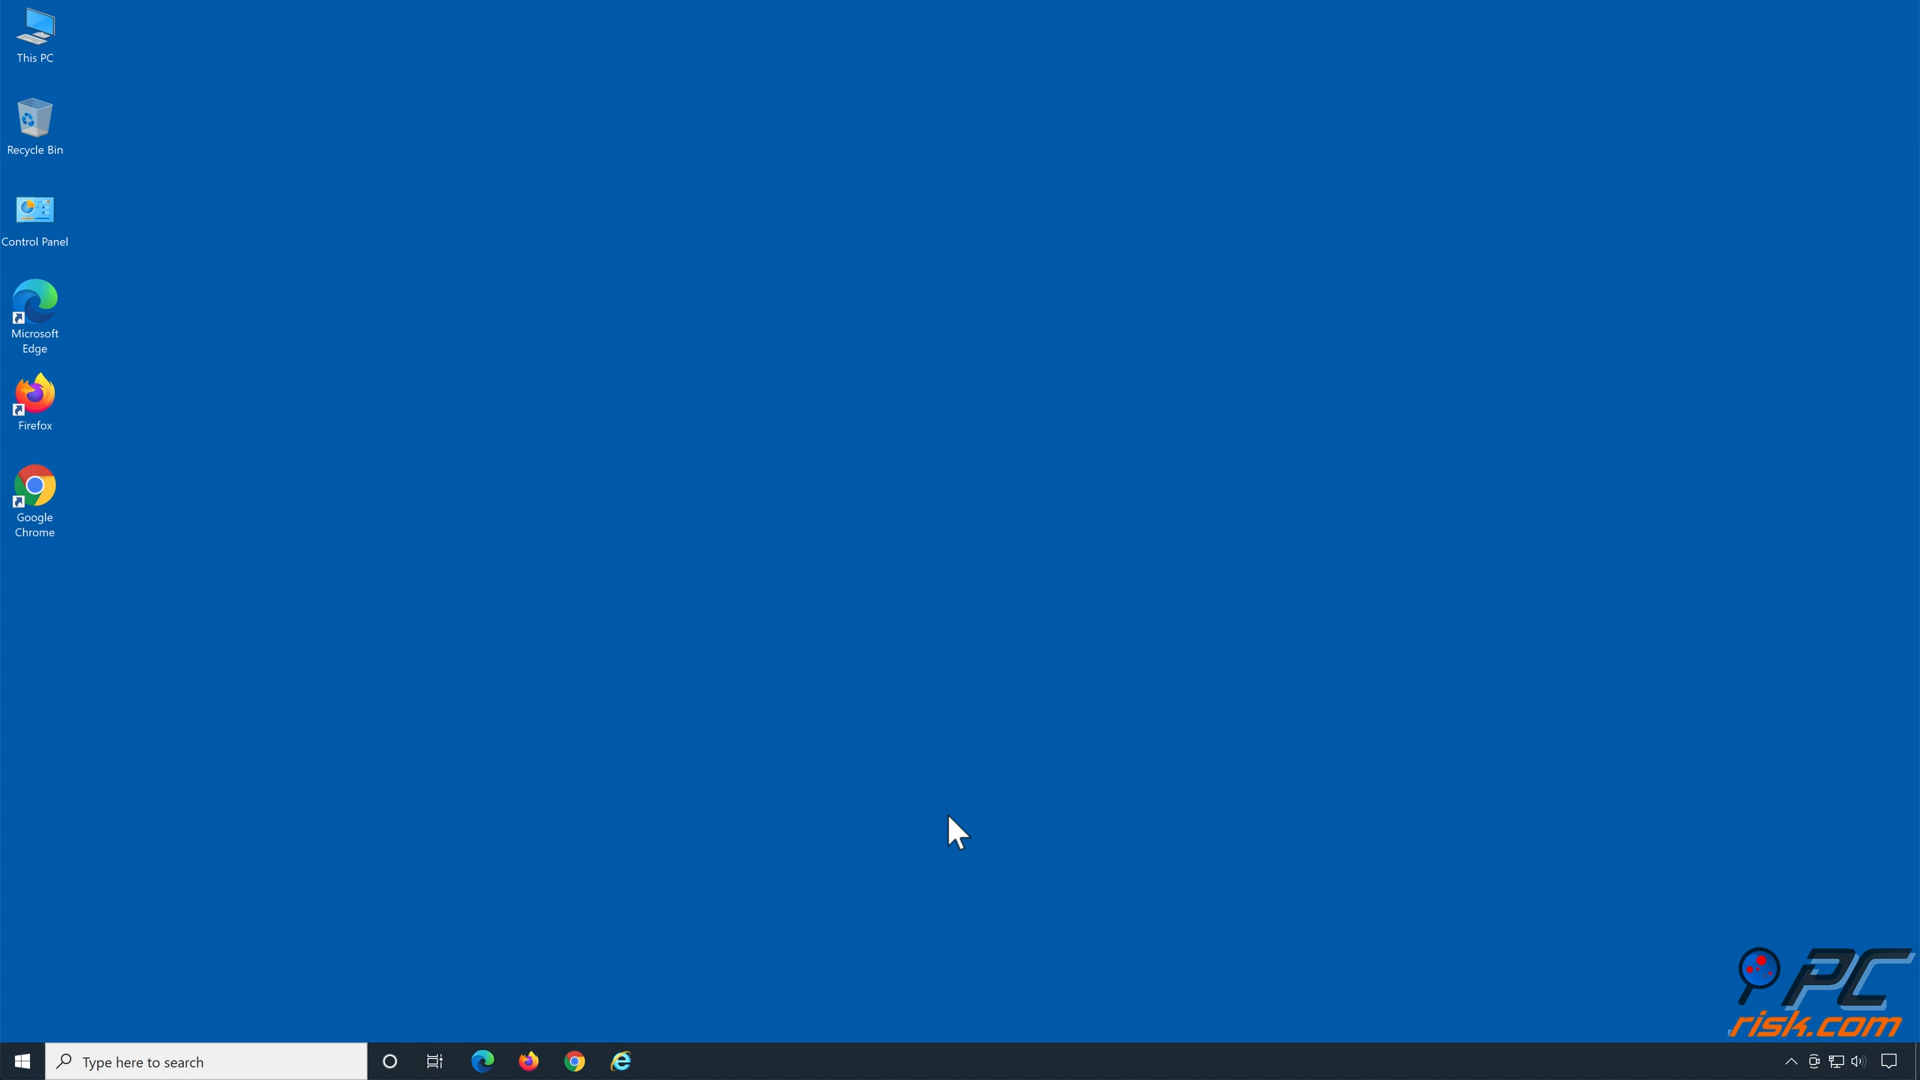 This PC
Recycle Bin
Control Panel
Microsoft
Edge
Firefox
Google
Chrome
PC
risk.com
Type here to search